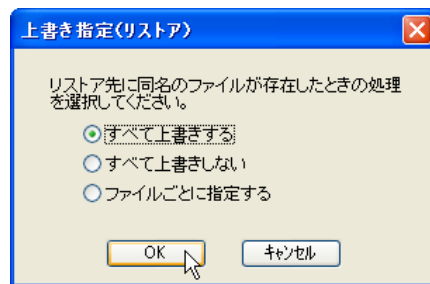 上書き指定(リストア)
リストア先に同名のファイルが存在したときの処理
を選択してください。
すべて上書きする
すべて上書きしない
ファイルごとに指定する
OK
キャンセル